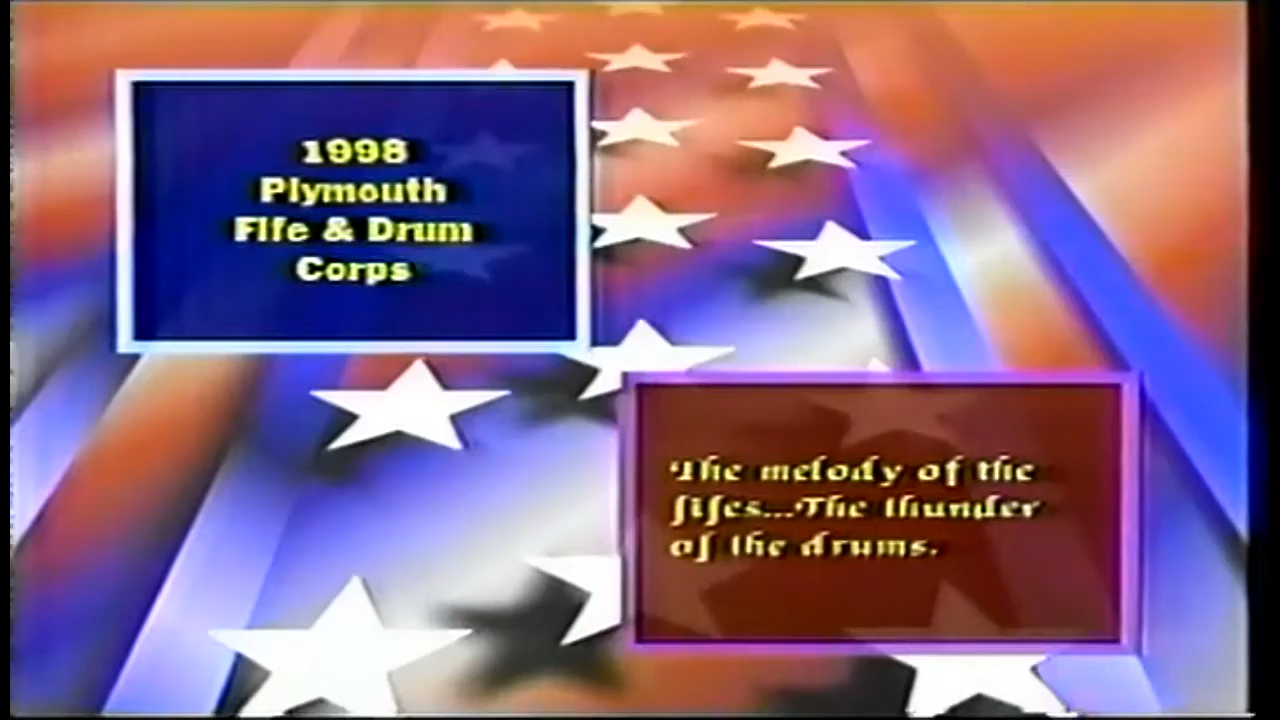 1998
Plymouth
Fife & Drum
Corps
The melody of the
fifes...The thunder
of the drums.